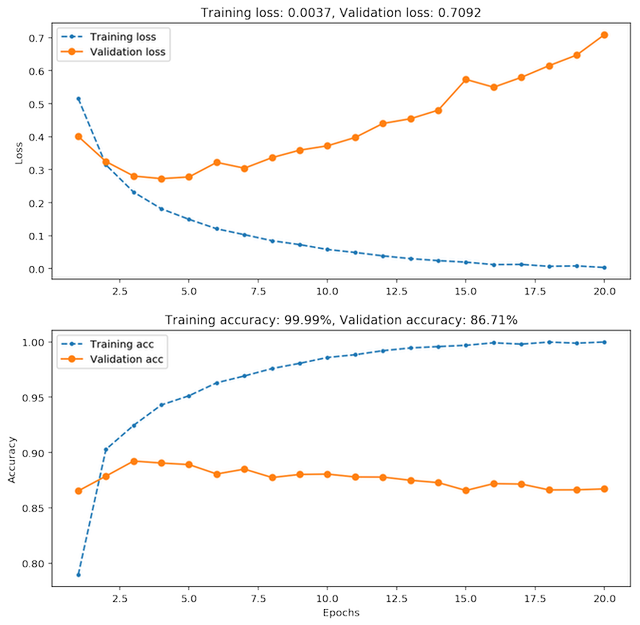 Training loss: 0.0037, Validation loss: 0.7092
Training loss
Validation loss
Loss
0.7
0.6
0.5
0.4
0.3
0.2
0.1
0.0
2.5 5.0 7.5 10.0 12.5 15.0 17.5 20.0
Training accuracy: 99.99%, Validation accuracy: 86.71%
Training acc
Validation acc
Accuracy
1.00
0.95
0.90
0.85
0.80
2.5 5.0 7.5 10.0 12.5 15.0 17.5 20.0
Epochs